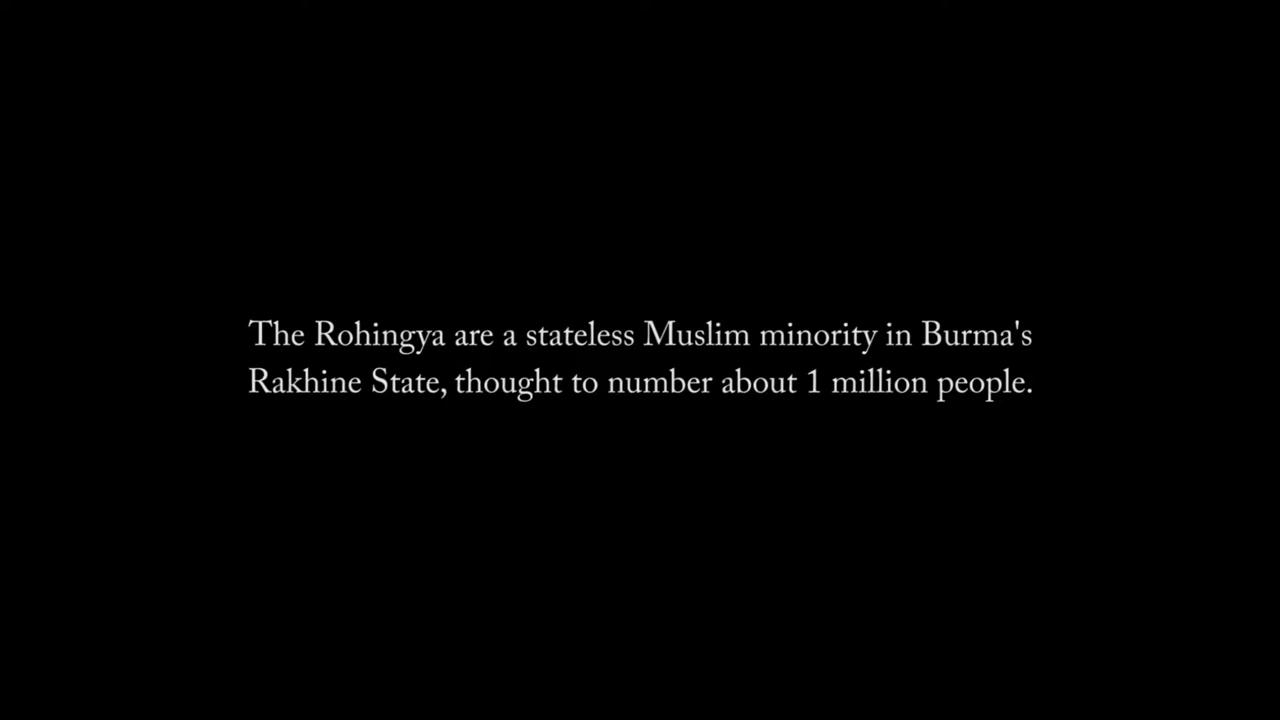 The Rohingya are a stateless Muslim minority in Burma's
Rakhine State, thought to number about 1 million people.